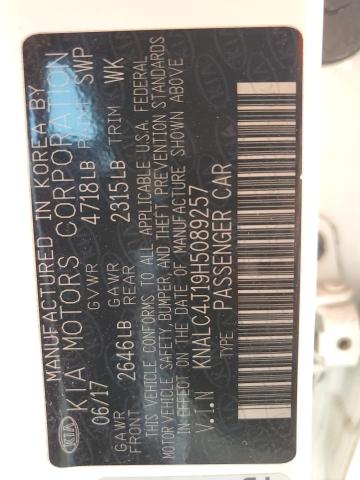 MANUFACTURED IN KOREA BY
KIA MOTORS CORPORATION
06/17 GVWR 4718LB SWP
GAWR FRONT 2646LB GAWR REAR 2315LB TRIM WK
THIS VEHICLE CONFORMS TO ALL APPLICABLE U.S.A. FEDERAL
MOTOR VEHICLE SAFETY, BUMPER, AND THEFT PREVENTION STANDARDS
IN EFFECT ON THE DATE OF MANUFACTURE SHOWN ABOVE
V.I.N KNALC4J19H5089257
TYPE: PASSENGER CAR
KIA
KIA